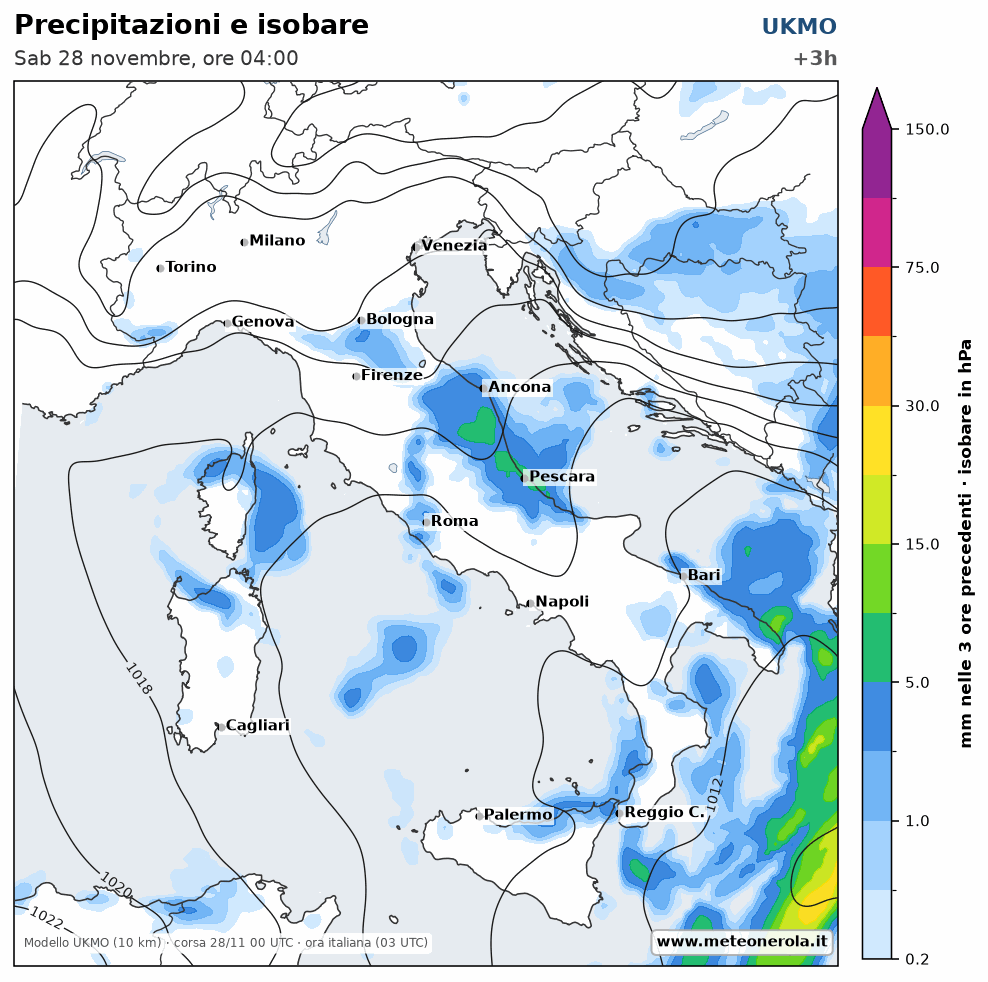 Precipitazioni e isobare
UKMO
Sab 28 novembre, ore 04:00
+3h
150.0
75.0
30.0
15.0
5.0
1.0
0.2
mm nelle 3 ore precedenti · isobare in hPa
Milano
Venezia
Torino
Genova
Bologna
Firenze
Ancona
Pescara
Roma
Bari
Napoli
1018
Cagliari
1012
Palermo
Reggio C.
1020
1022
Modello UKMO (10 km) · corsa 28/11 00 UTC · ora italiana (03 UTC)
www.meteonerola.it